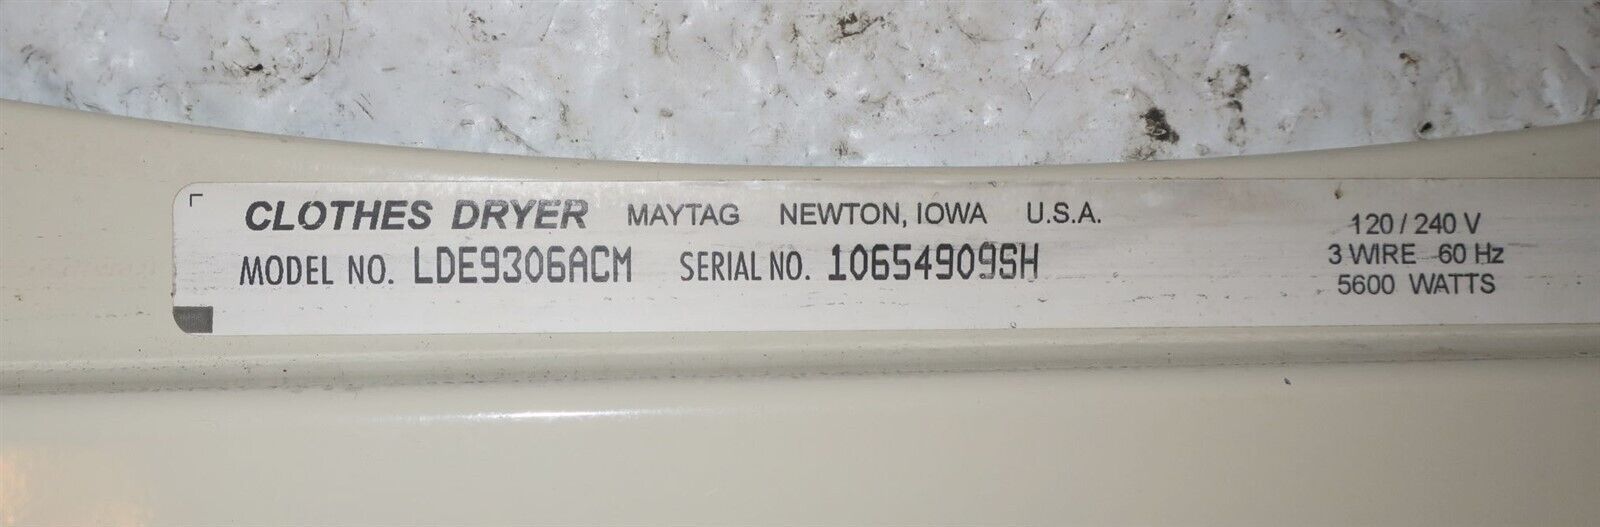 CLOTHES DRYER MAYTAG NEWTON, IOWA U.S.A.
MODEL NO. LDE9306ACM SERIAL NO. 10654909SH
120 / 240 V
3 WIRE 60 Hz
5600 WATTS